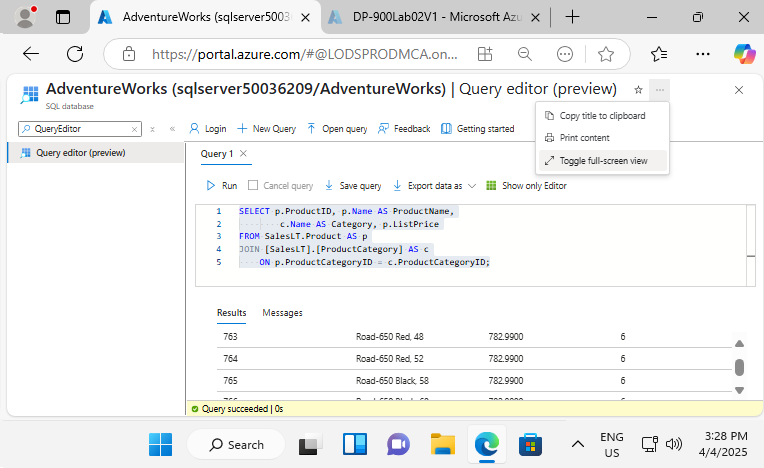 AdventureWorks (sqlserver5003
DP-900Lab02V1 - Microsoft Azu
https://portal.azure.com/#@LODSPRODMCA.on...
AdventureWorks (sqlserver50036209/AdventureWorks) | Query editor (preview)
SQL database
Copy title to clipboard
Print content
Toggle full-screen view
QueryEditor
Login
New Query
Open query
Feedback
Getting started
Query editor (preview)
Query 1
Run
Cancel query
Save query
Export data as
Show only Editor
1 SELECT p.ProductID, p.Name AS ProductName,
2 c.Name AS Category, p.ListPrice
3 FROM SalesLT.Product AS p
4 JOIN [SalesLT].[ProductCategory] AS c
5 ON p.ProductCategoryID = c.ProductCategoryID;
Results Messages
763 Road-650 Red, 48 782.9900 6
764 Road-650 Red, 52 782.9900 6
765 Road-650 Black, 58 782.9900 6
Query succeeded | 0s
Search
ENG
US
3:28 PM
4/4/2025